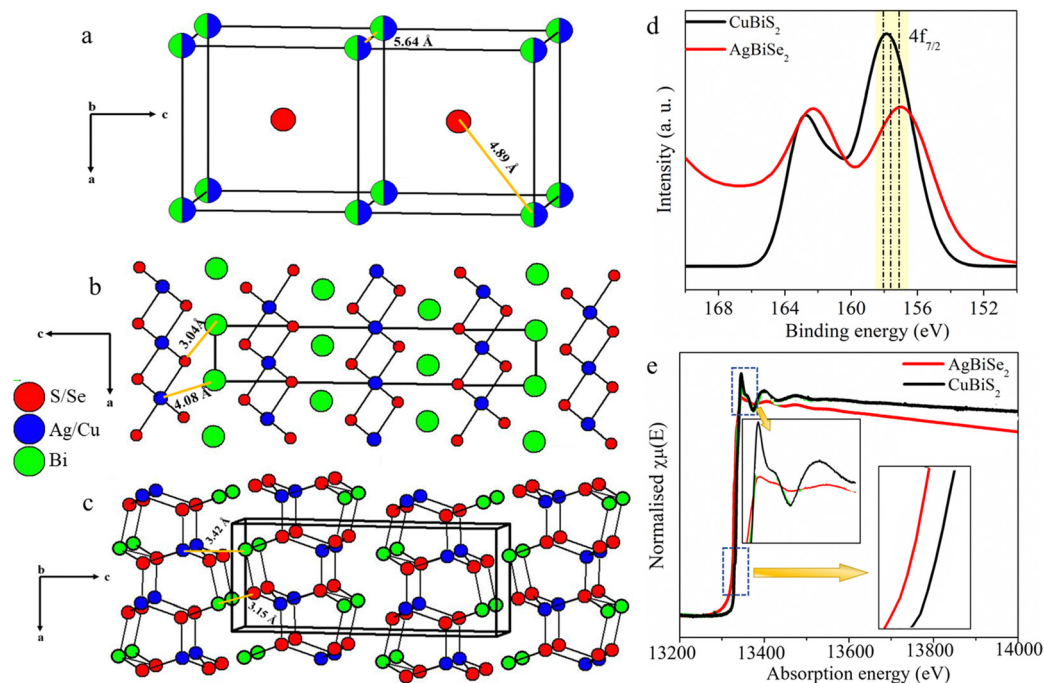 a
5.64 Å
4.89 Å
b
c
a
b
3.04Å
4.08 Å
c
a
S/Se
Ag/Cu
Bi
c
3.42 Å
3.15 Å
b
c
a
d
CuBiS2
AgBiSe2
4f7/2
Intensity (a. u. )
168
164
160
156
152
Binding energy (eV)
e
AgBiSe2
CuBiS2
Normalised χμ(E)
13200
13400
13600
13800
14000
Absorption energy (eV)